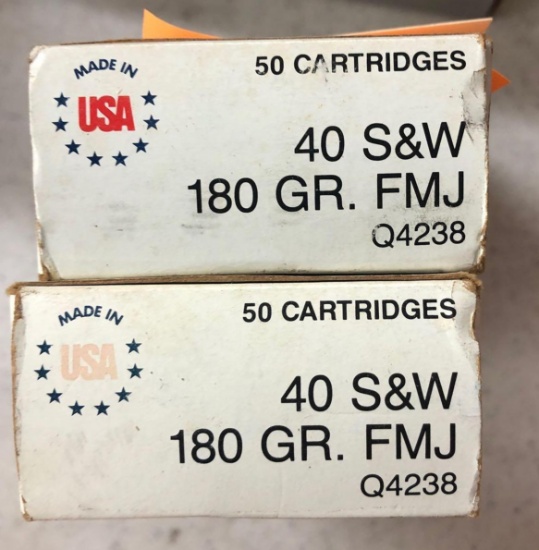 MADE IN
USA
50 CARTRIDGES
40 S&W
180 GR. FMJ
Q4238
MADE IN
USA
50 CARTRIDGES
40 S&W
180 GR. FMJ
Q4238